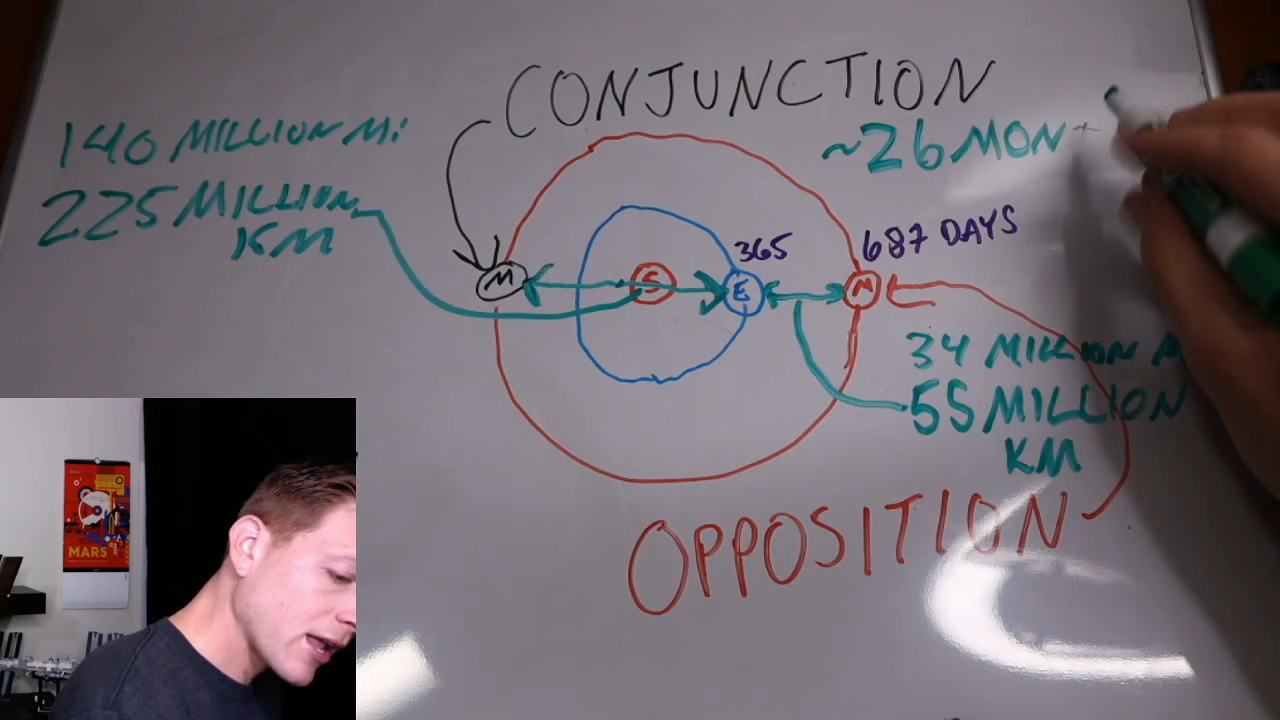 CONJUNCTION
140 MILLION Mi
~26 MON
225 MILLION
KM
687 DAYS
365
M
S
E
M
34 MILLION M
55 MILLION
KM
OPPOSITION
MARS